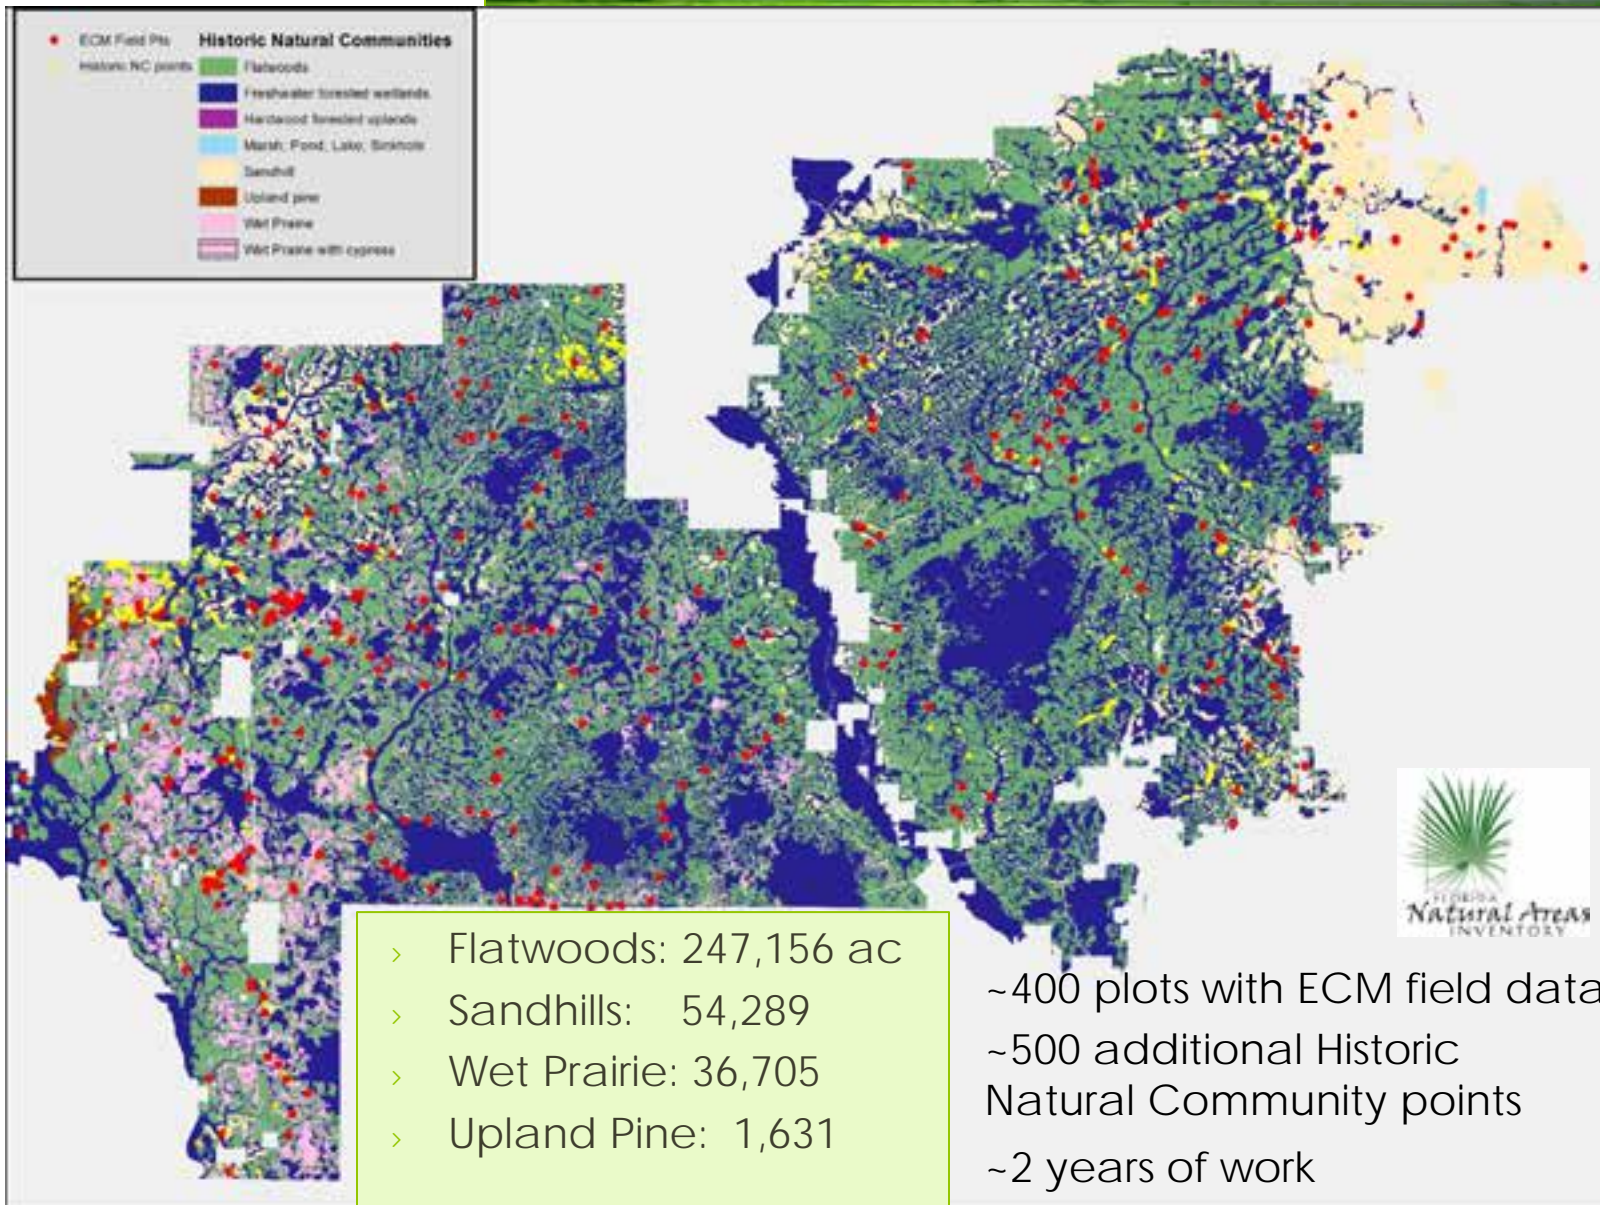 ECM Field Pts
Historic NC points
Historic Natural Communities
Flatwoods
Freshwater forested wetlands
Hardwood forested uplands
Marsh, Pond, Lake, Sinkhole
Sandhill
Upland pine
Wet Prairie
Wet Prairie with cypress
› Flatwoods: 247,156 ac
› Sandhills: 54,289
› Wet Prairie: 36,705
› Upland Pine: 1,631
FLORIDA
Natural Areas
INVENTORY
~400 plots with ECM field data
~500 additional Historic
Natural Community points
~2 years of work